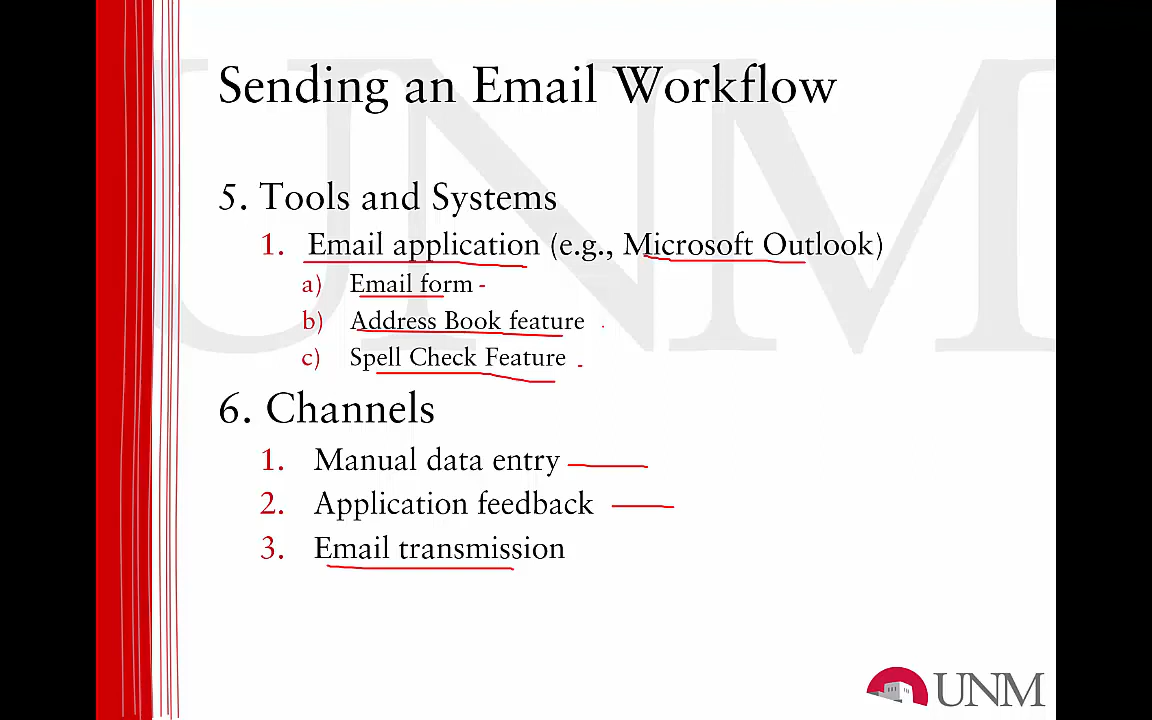 Sending an Email Workflow
5. Tools and Systems
1. Email application (e.g., Microsoft Outlook)
a) Email form
b) Address Book feature
c) Spell Check Feature
6. Channels
1. Manual data entry
2. Application feedback
3. Email transmission
UNM
UNM